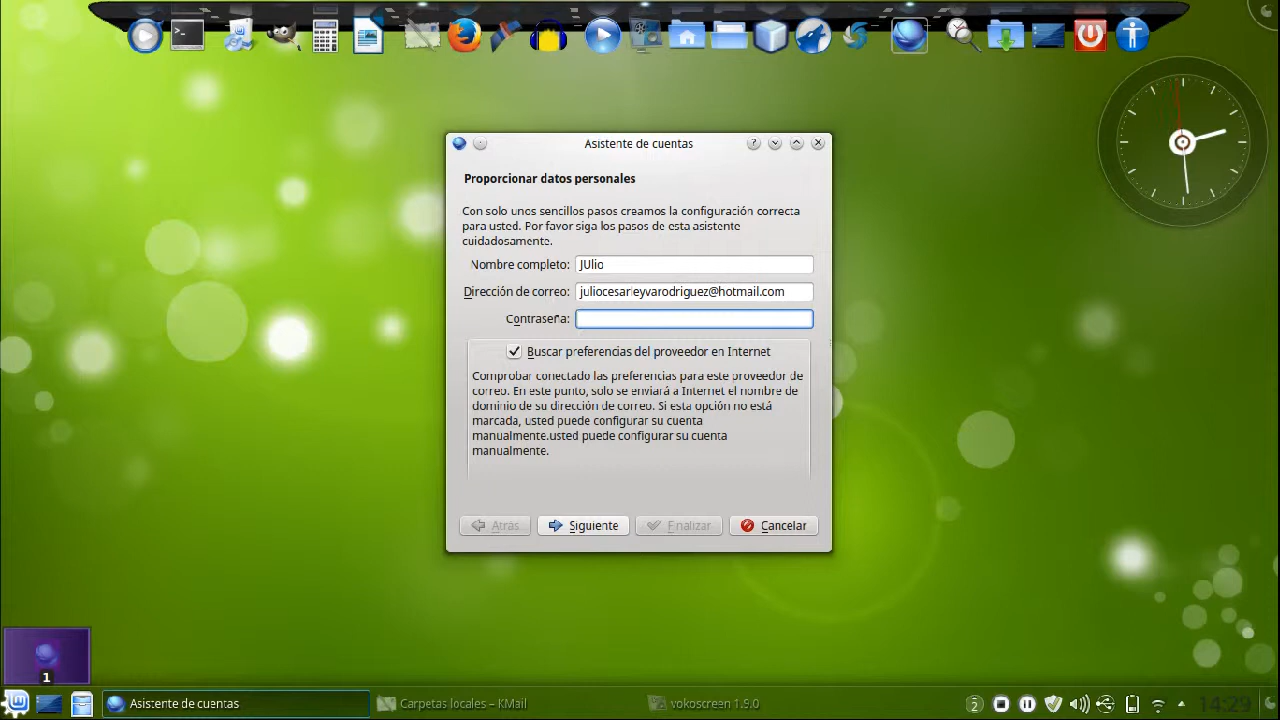 Asistente de cuentas
Proporcionar datos personales
Con solo unos sencillos pasos creamos la configuración correcta
para usted. Por favor siga los pasos de esta asistente
cuidadosamente.
Nombre completo: JUlio
Dirección de correo: juliocesarleyvarodriguez@hotmail.com
Contraseña:
Buscar preferencias del proveedor en Internet
Comprobar conectado las preferencias para este proveedor de
correo. En este punto, solo se enviará a Internet el nombre de
dominio de su dirección de correo. Si esta opción no está
marcada, usted puede configurar su cuenta
manualmente.usted puede configurar su cuenta
manualmente.
Atrás Siguiente Finalizar Cancelar
1
Asistente de cuentas Carpetas locales – KMail vokoscreen 1.9.0 2 14:29